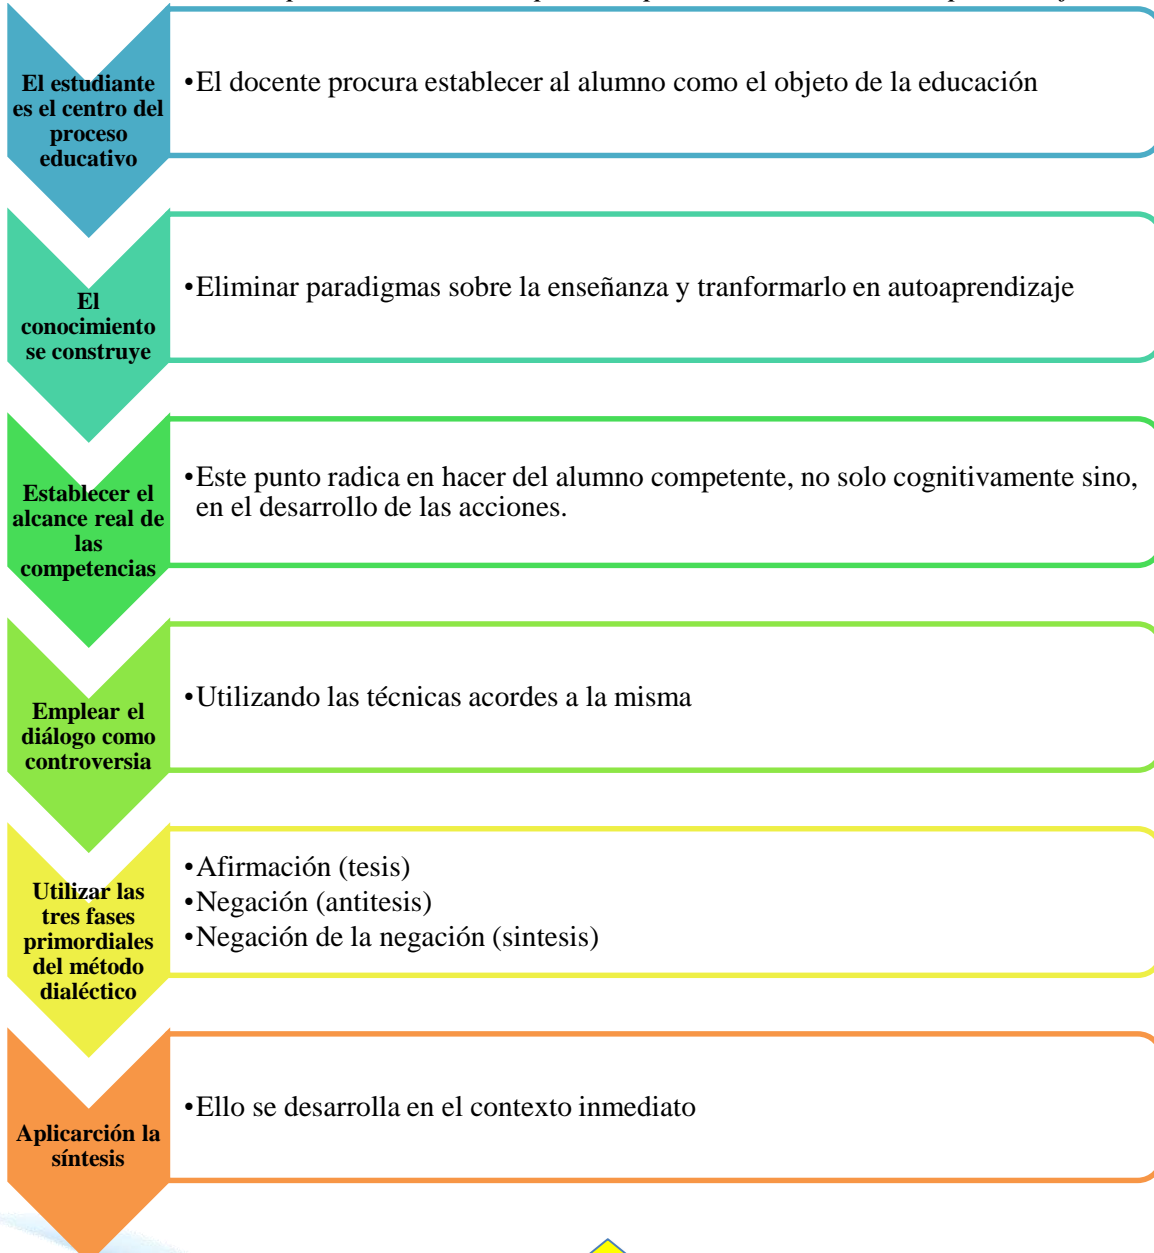 El estudiante
es el centro del
proceso
educativo
•El docente procura establecer al alumno como el objeto de la educación
El
conocimiento
se construye
•Eliminar paradigmas sobre la enseñanza y tranformarlo en autoaprendizaje
Establecer el
alcance real de
las
competencias
•Este punto radica en hacer del alumno competente, no solo cognitivamente sino,
en el desarrollo de las acciones.
Emplear el
diálogo como
controversia
•Utilizando las técnicas acordes a la misma
Utilizar las
tres fases
primordiales
del método
dialéctico
•Afirmación (tesis)
•Negación (antitesis)
•Negación de la negación (sintesis)
Aplicarción la
síntesis
•Ello se desarrolla en el contexto inmediato